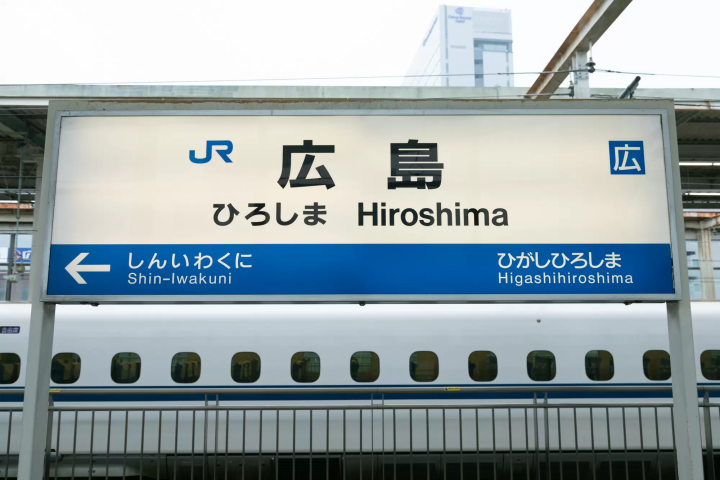 JR
広島
広
ひろしま Hiroshima
← しんいわくに ひがしひろしま
Shin-Iwakuni Higashihiroshima